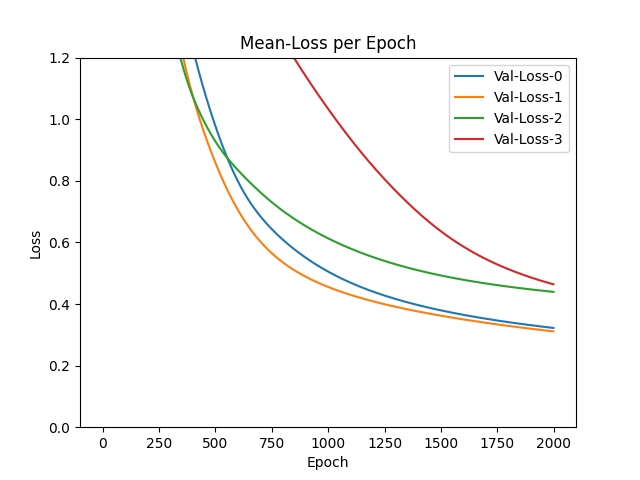 Mean-Loss per Epoch
Val-Loss-0
Val-Loss-1
Val-Loss-2
Val-Loss-3
Loss
1.2
1.0
0.8
0.6
0.4
0.2
0.0
0 250 500 750 1000 1250 1500 1750 2000
Epoch